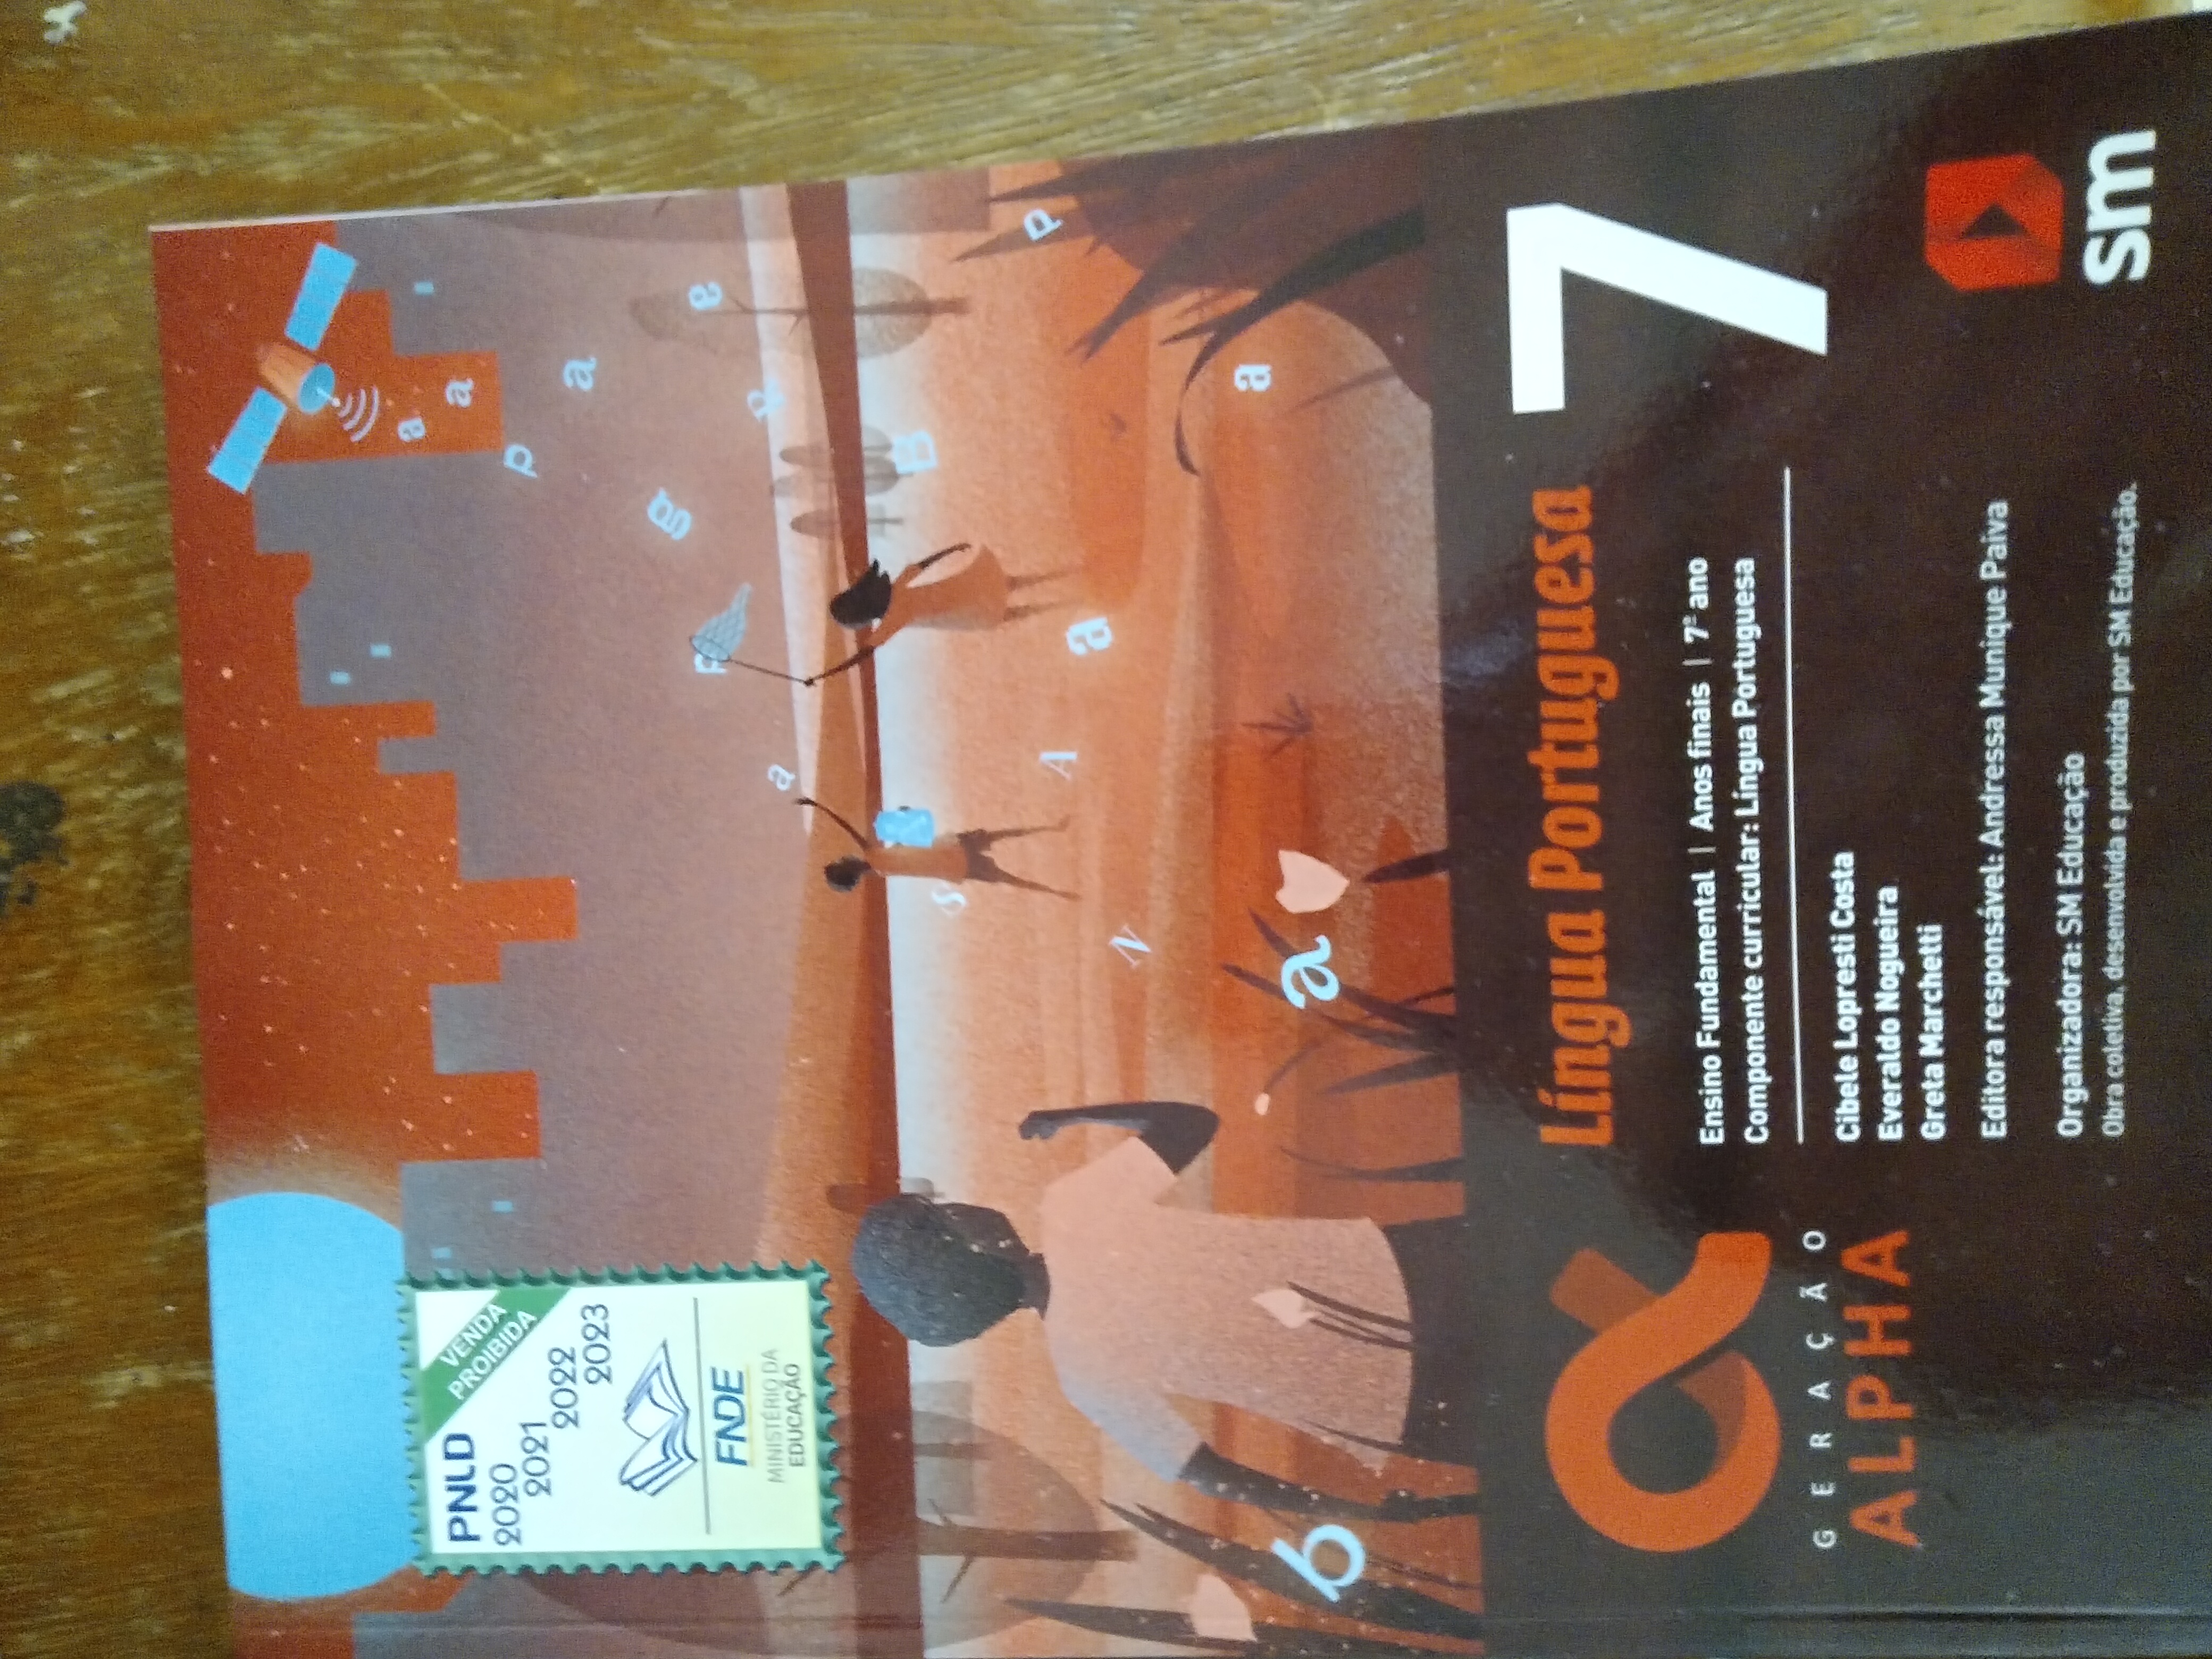 PNLD
VENDA
PROIBIDA
2020
2021
2022
2023
FNDE
MINISTÉRIO DA
EDUCAÇÃO
a
a
p
a
g
p
e
a
R
B
S
A
a
p
N
a
b
a
Língua Portuguesa
7
Ensino Fundamental | Anos finais | 7º ano
Componente curricular: Língua Portuguesa
GERAÇÃO
ALPHA
Cibele Lopresti Costa
Everaldo Nogueira
Greta Marchetti
Editora responsável: Andressa Munique Paiva
Organizadora: SM Educação
Obra coletiva, desenvolvida e produzida por SM Educação.
sm